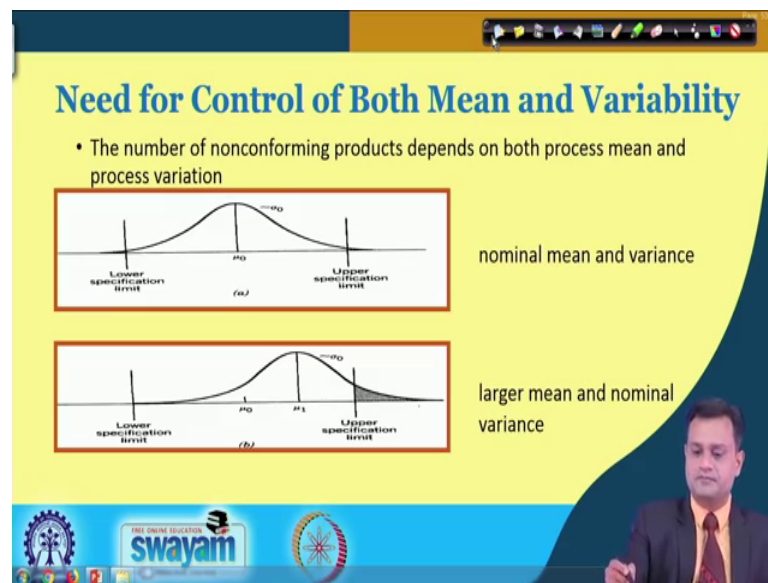 Need for Control of Both Mean and Variability
• The number of nonconforming products depends on both process mean and
process variation
σ0
μ0
Lower
specification
limit
Upper
specification
limit
(a)
nominal mean and variance
σ0
μ0
μ1
Lower
specification
limit
Upper
specification
limit
(b)
larger mean and nominal
variance
FREE ONLINE EDUCATION
swayam